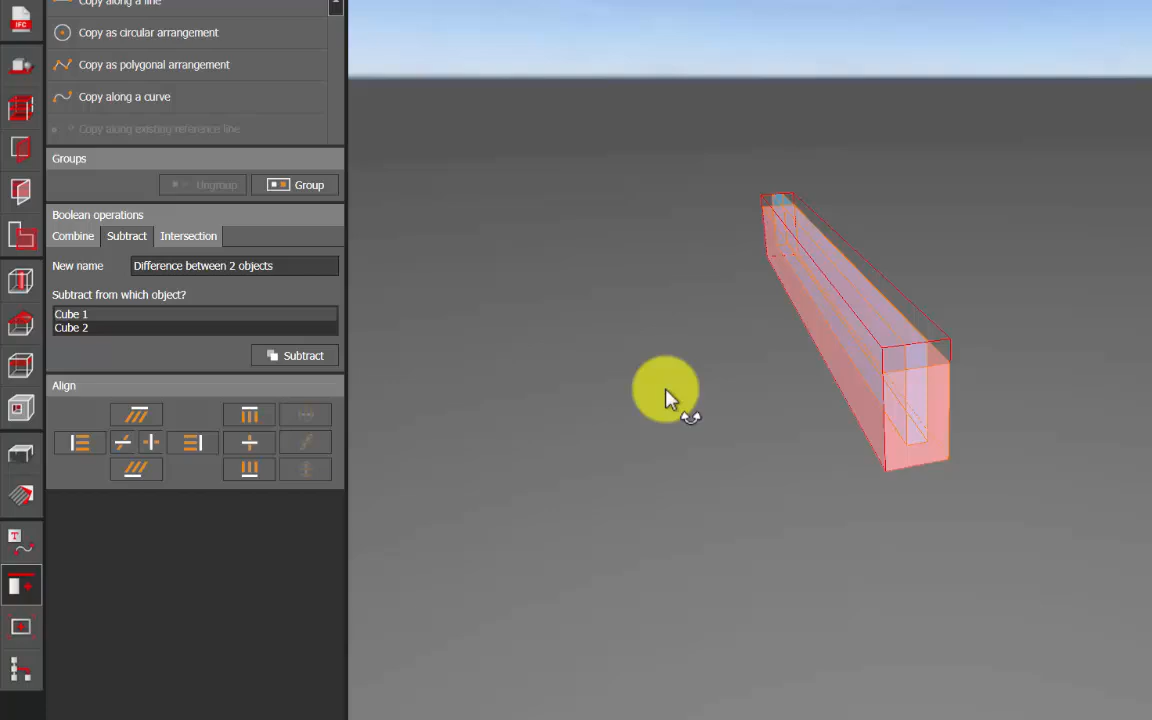 Copy along a line
IFC
Copy as circular arrangement
Copy as polygonal arrangement
Copy along a curve
Copy along existing reference line
Groups
Ungroup
Group
Boolean operations
Combine
Subtract
Intersection
New name
Difference between 2 objects
Subtract from which object?
Cube 1
Cube 2
Subtract
Align
T